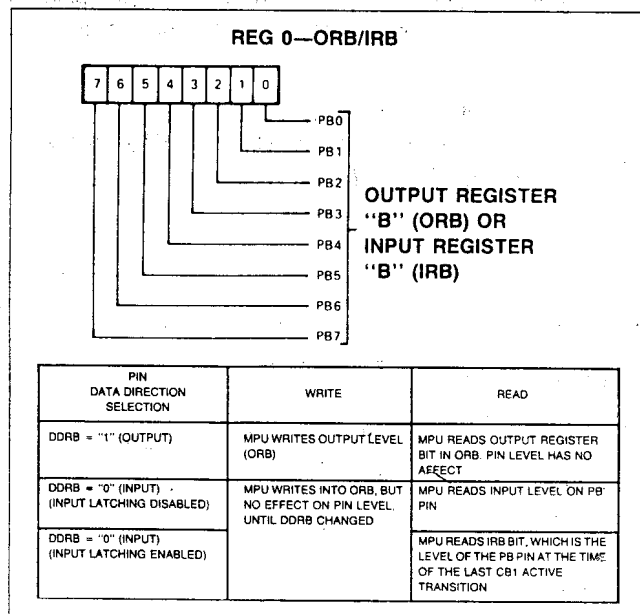 REG 0—ORB/IRB
7 6 5 4 3 2 1 0
PB0
PB1
PB2
PB3
PB4
PB5
PB6
PB7
OUTPUT REGISTER
"B" (ORB) OR
INPUT REGISTER
"B" (IRB)
PIN
DATA DIRECTION
SELECTION
WRITE
READ
DDRB = "1" (OUTPUT)
MPU WRITES OUTPUT LEVEL
(ORB)
MPU READS OUTPUT REGISTER
BIT IN ORB. PIN LEVEL HAS NO
AFFECT
DDRB = "0" (INPUT)
(INPUT LATCHING DISABLED)
MPU WRITES INTO ORB, BUT
NO EFFECT ON PIN LEVEL,
UNTIL DDRB CHANGED
MPU READS INPUT LEVEL ON PB
PIN
DDRB = "0" (INPUT)
(INPUT LATCHING ENABLED)
MPU READS IRB BIT, WHICH IS THE
LEVEL OF THE PB PIN AT THE TIME
OF THE LAST CB1 ACTIVE
TRANSITION